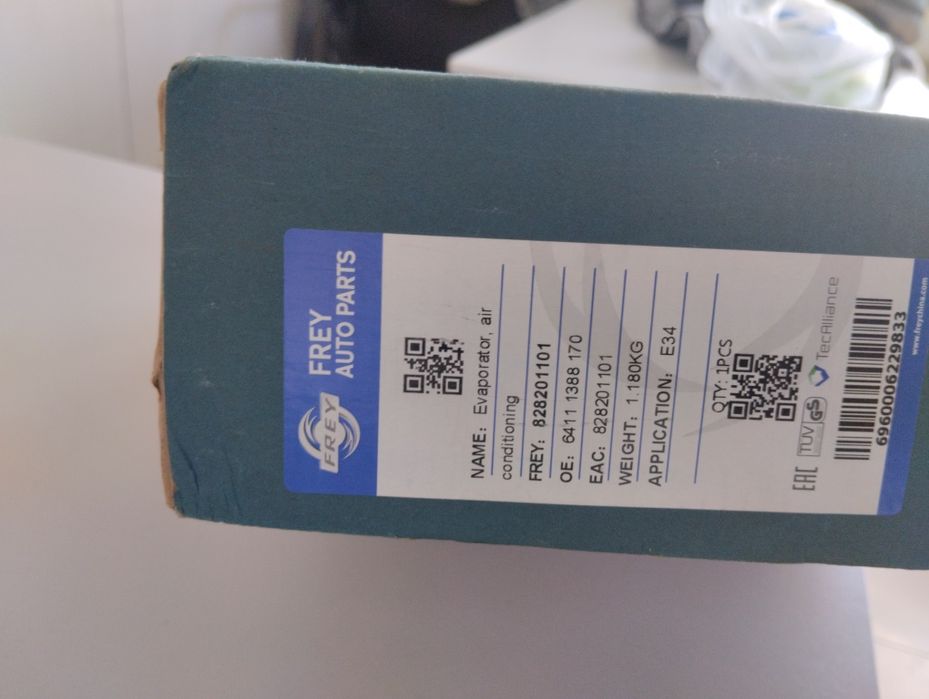 FREY
FREY
AUTO PARTS
NAME: Evaporator, air
conditioning
FREY: 828201101
OE: 6411 1388 170
EAC: 828201101
WEIGHT: 1.180KG
APPLICATION: E34
QTY: 1PCS
EAC TUV GS TecAlliance
6960006229833
www.freychina.com